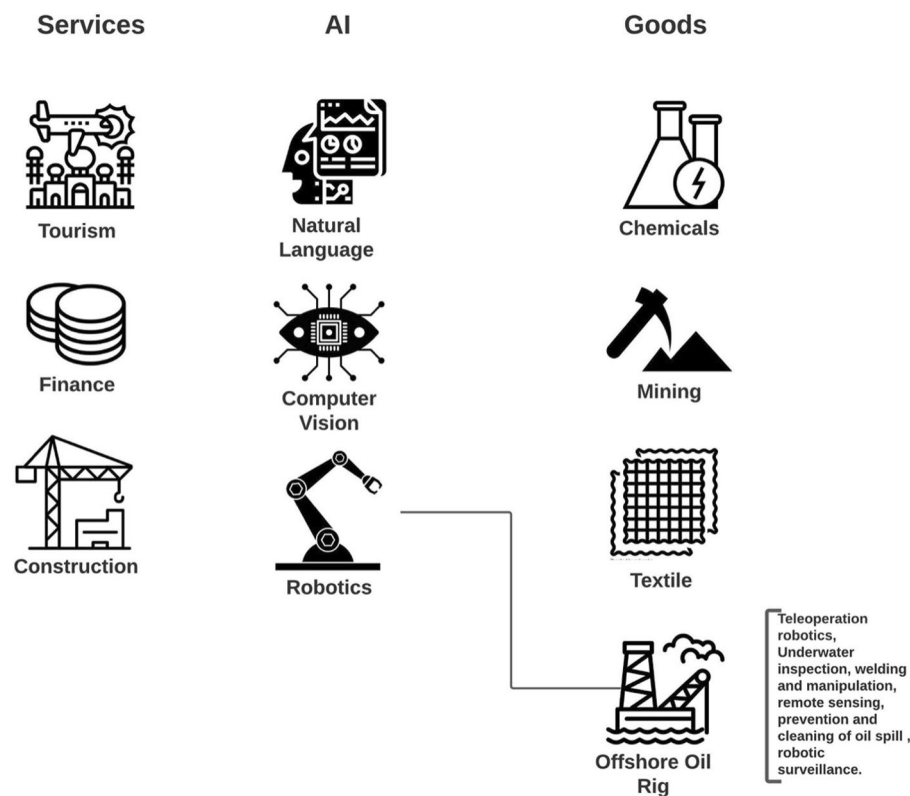 Services
AI
Goods
Tourism
Natural
Language
Chemicals
Finance
Computer
Vision
Mining
Construction
Robotics
Textile
Offshore Oil
Rig
Teleoperation
robotics,
Underwater
inspection, welding
and manipulation,
remote sensing,
prevention and
cleaning of oil spill ,
robotic
surveillance.